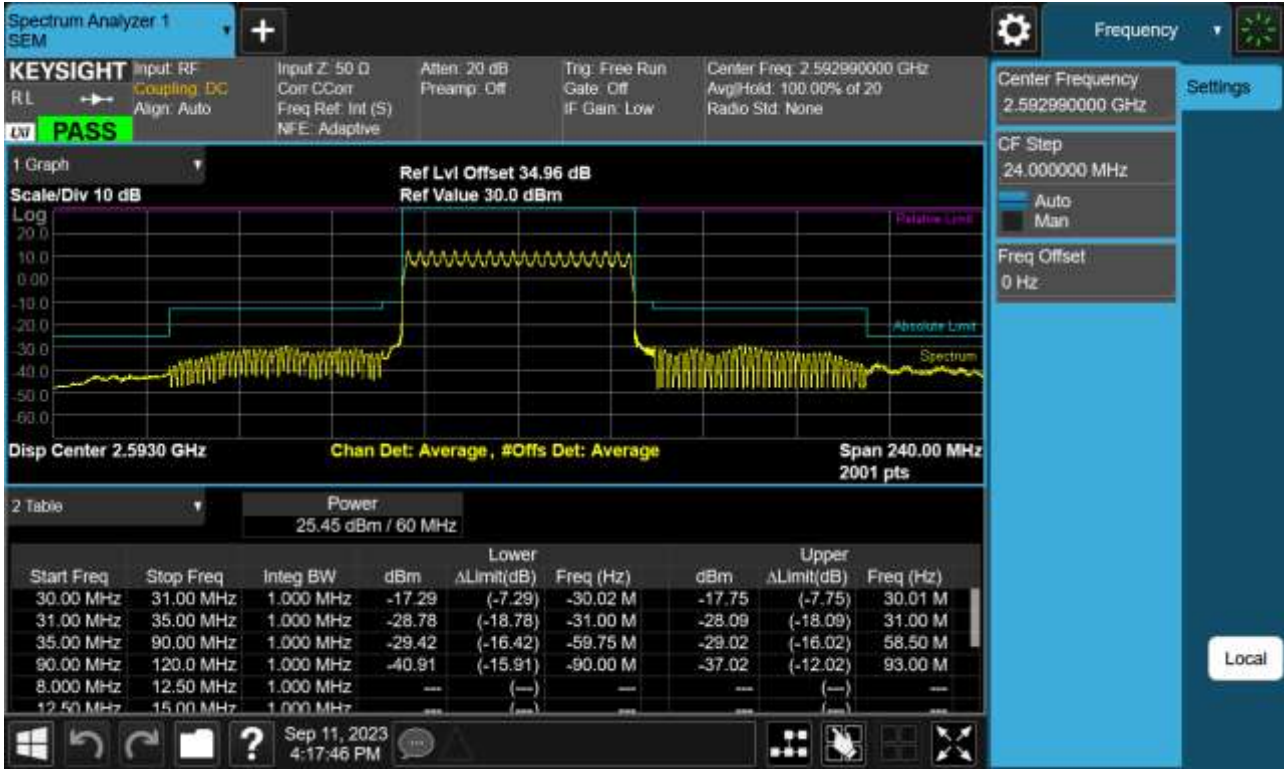 Spectrum Analyzer 1
SEM
+
Frequency
KEYSIGHT
RL
LXI
PASS
Input: RF
Coupling: DC
Align: Auto
Input Z: 50 Ω
Corr CCorr
Freq Ref: Int (S)
NFE: Adaptive
Atten: 20 dB
Preamp: Off
Trig: Free Run
Gate: Off
IF Gain: Low
Center Freq: 2.592990000 GHz
Avg|Hold: 100.00% of 20
Radio Std: None
Center Frequency
2.592990000 GHz
Settings
CF Step
24.000000 MHz
Auto
Man
Freq Offset
0 Hz
1 Graph
Scale/Div 10 dB
Ref Lvl Offset 34.96 dB
Ref Value 30.0 dBm
Log
20.0
10.0
0.00
-10.0
-20.0
-30.0
-40.0
-50.0
-60.0
Relative Limit
Absolute Limit
Spectrum
Disp Center 2.5930 GHz
Chan Det: Average, #Offs Det: Average
Span 240.00 MHz
2001 pts
2 Table
Power
25.45 dBm / 60 MHz
Lower Upper
Start Freq Stop Freq Integ BW dBm ∆Limit(dB) Freq (Hz) dBm ∆Limit(dB) Freq (Hz)
30.00 MHz 31.00 MHz 1.000 MHz -17.29 (-7.29) -30.02 M -17.75 (-7.75) 30.01 M
31.00 MHz 35.00 MHz 1.000 MHz -28.78 (-18.78) -31.00 M -28.09 (-18.09) 31.00 M
35.00 MHz 90.00 MHz 1.000 MHz -29.42 (-16.42) -59.75 M -29.02 (-16.02) 58.50 M
90.00 MHz 120.0 MHz 1.000 MHz -40.91 (-15.91) -90.00 M -37.02 (-12.02) 93.00 M
8.000 MHz 12.50 MHz 1.000 MHz --- (---) --- --- (---) ---
12.50 MHz 15.00 MHz 1.000 MHz --- (---) --- --- (---) ---
Local
?
Sep 11, 2023
4:17:46 PM